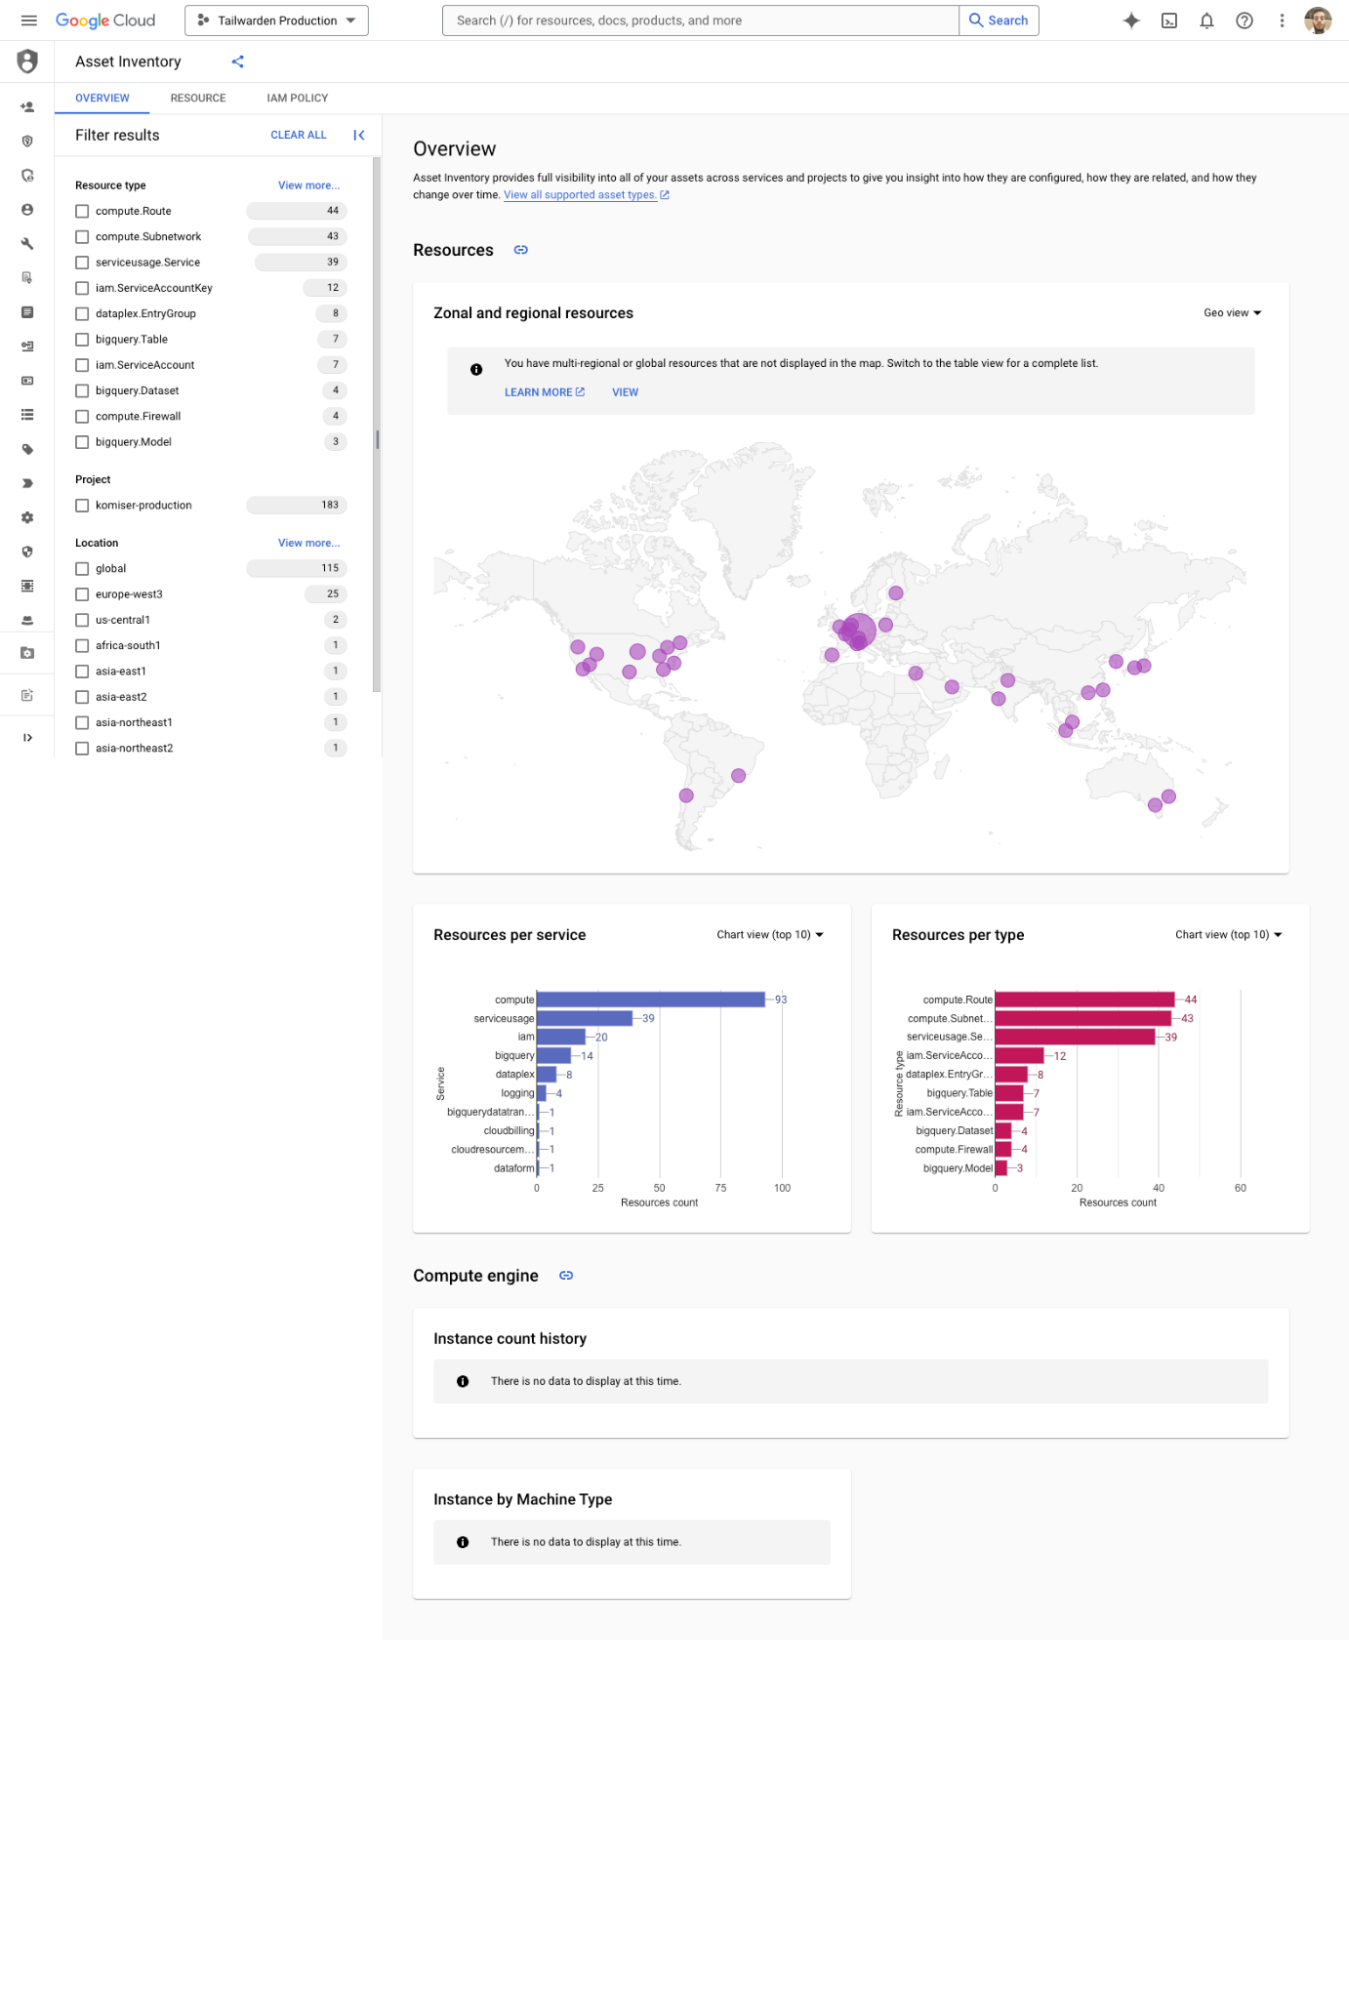 Google Cloud
Tailwarden Production
Search (/) for resources, docs, products, and more
Search
Asset Inventory
OVERVIEW
RESOURCE
IAM POLICY
Filter results
CLEAR ALL
Resource type
View more...
compute.Route 44
compute.Subnetwork 43
serviceusage.Service 39
iam.ServiceAccountKey 12
dataplex.EntryGroup 8
bigquery.Table 7
iam.ServiceAccount 7
bigquery.Dataset 4
compute.Firewall 4
bigquery.Model 3
Project
komiser-production 183
Location
View more...
global 115
europe-west3 25
us-central1 2
africa-south1 1
asia-east1 1
asia-east2 1
asia-northeast1 1
asia-northeast2 1
Overview
Asset Inventory provides full visibility into all of your assets across services and projects to give you insight into how they are configured, how they are related, and how they
change over time. View all supported asset types.
Resources
Zonal and regional resources
Geo view
You have multi-regional or global resources that are not displayed in the map. Switch to the table view for a complete list.
LEARN MORE
VIEW
Resources per service
Chart view (top 10)
Service
compute 93
serviceusage 39
iam 20
bigquery 14
dataplex 8
logging 4
bigquerydatatran... 1
cloudbilling 1
cloudresourcem... 1
dataform 1
0 25 50 75 100
Resources count
Resources per type
Chart view (top 10)
Resource type
compute.Route 44
compute.Subnet... 43
serviceusage.Se... 39
iam.ServiceAcco... 12
dataplex.EntryGr... 8
bigquery.Table 7
iam.ServiceAcco... 7
bigquery.Dataset 4
compute.Firewall 4
bigquery.Model 3
0 20 40 60
Resources count
Compute engine
Instance count history
There is no data to display at this time.
Instance by Machine Type
There is no data to display at this time.